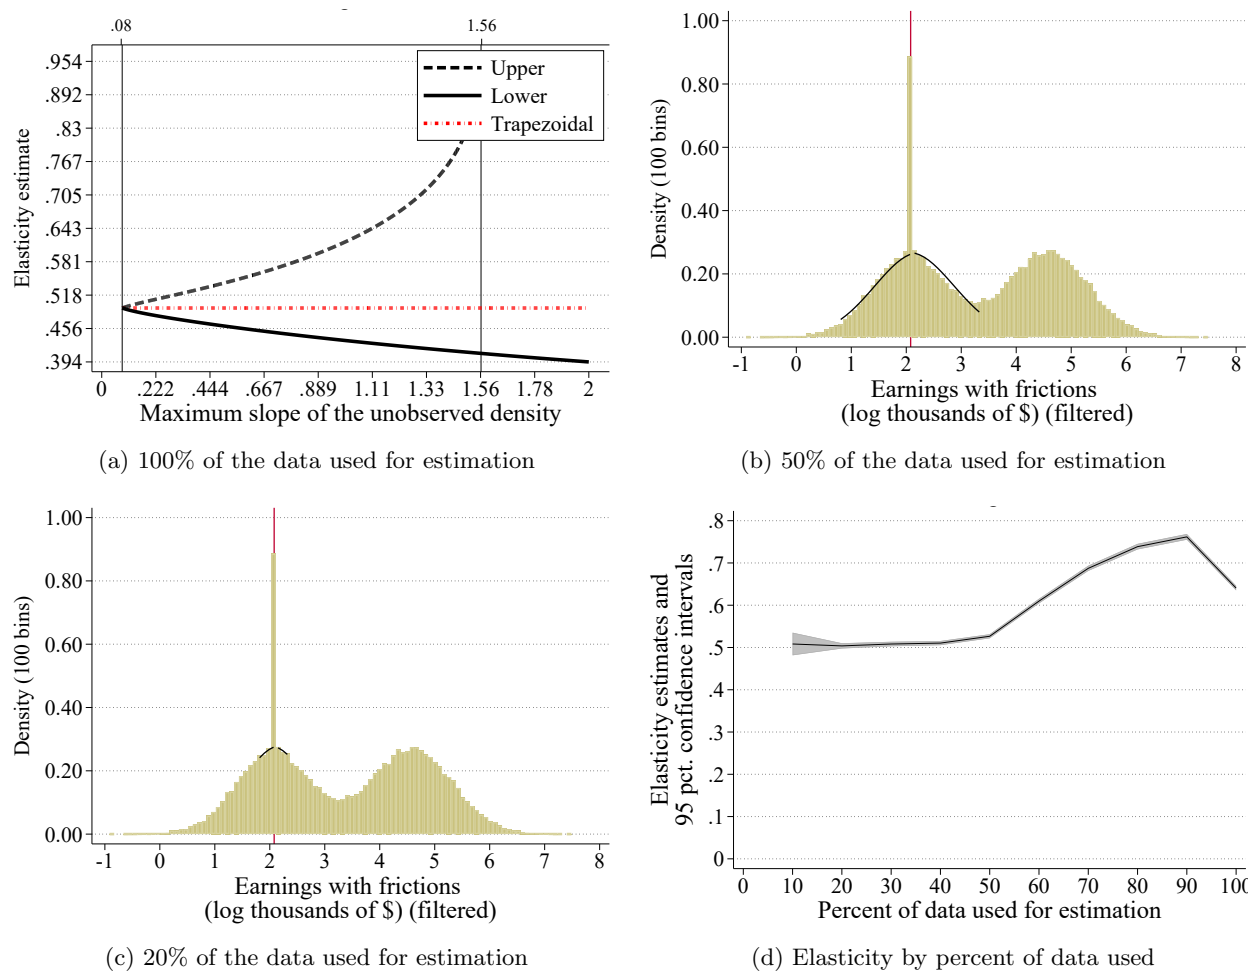 .08 1.56
.954
.892
.83
.767
.705
.643
.581
.518
.456
.394
Elasticity estimate
Upper
Lower
Trapezoidal
0 .222 .444 .667 .889 1.11 1.33 1.56 1.78 2
Maximum slope of the unobserved density
(a) 100% of the data used for estimation
1.00
0.80
0.60
0.40
0.20
0.00
Density (100 bins)
-1 0 1 2 3 4 5 6 7 8
Earnings with frictions
(log thousands of $) (filtered)
(b) 50% of the data used for estimation
1.00
0.80
0.60
0.40
0.20
0.00
Density (100 bins)
-1 0 1 2 3 4 5 6 7 8
Earnings with frictions
(log thousands of $) (filtered)
(c) 20% of the data used for estimation
.8
.7
.6
.5
.4
.3
.2
.1
0
Elasticity estimates and
95 pct. confidence intervals
0 10 20 30 40 50 60 70 80 90 100
Percent of data used for estimation
(d) Elasticity by percent of data used